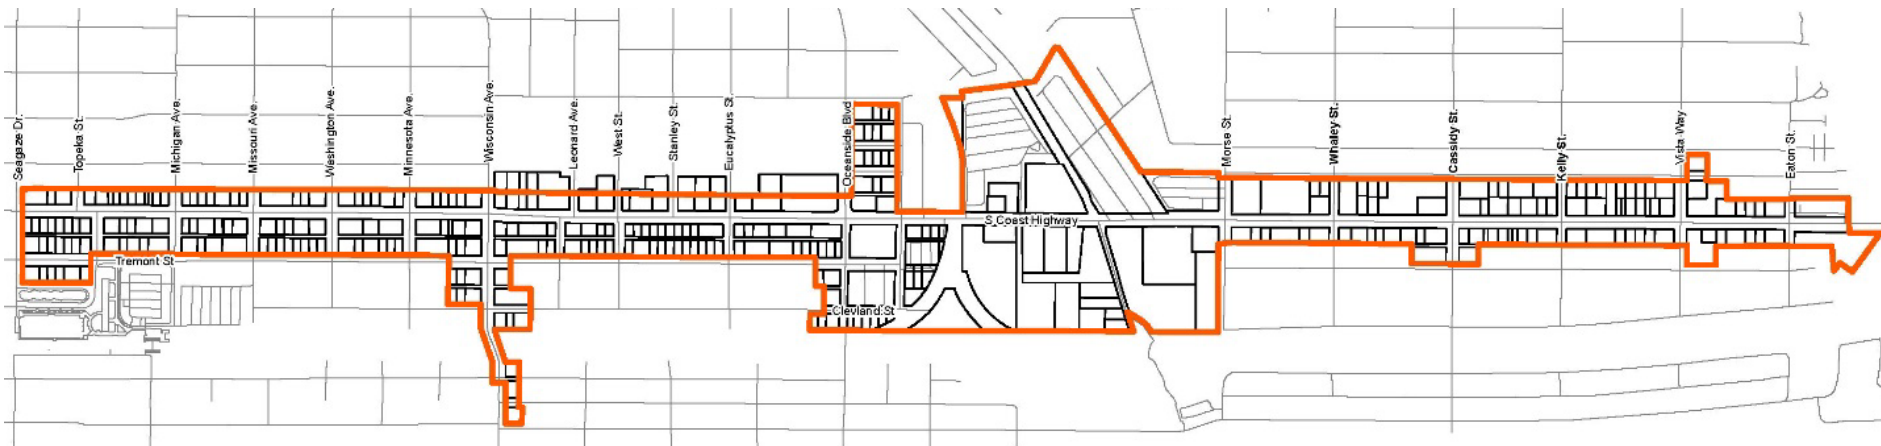 Seagaze Dr.
Topeka St.
Michigan Ave.
Missouri Ave.
Washington Ave.
Minnesota Ave.
Wisconsin Ave.
Leonard Ave.
West St.
Stanley St.
Eucalyptus S
Oceanside Blvd
Morse St.
Whaley St.
Cassidy St.
Kelly St.
Vista Way
Eaton St.
S Coast Highway
Tremont St
Clevland St